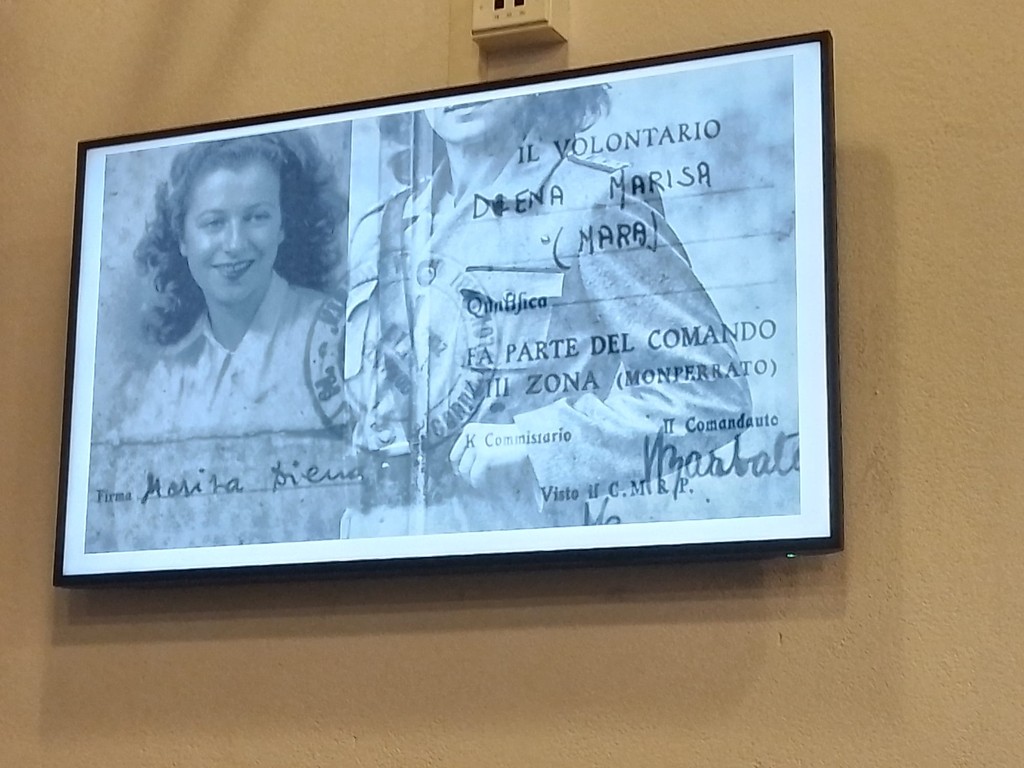 IL VOLONTARIO
DIENA MARISA
(MARA)
Qualifica
FA PARTE DEL COMANDO
III ZONA (MONFERRATO)
Il Commissario
Il Comandante
Firma Marisa Diena
Visto il C. M. R. P.